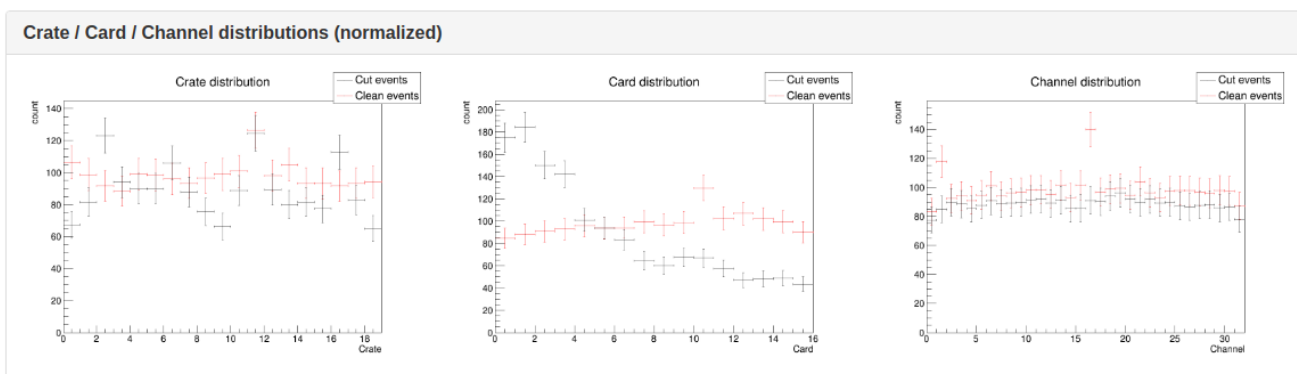 Crate / Card / Channel distributions (normalized)
Crate distribution
Cut events
Clean events
count
140
120
100
80
60
40
20
0
0 2 4 6 8 10 12 14 16 18
Crate
Card distribution
Cut events
Clean events
count
200
180
160
140
120
100
80
60
40
20
0
0 2 4 6 8 10 12 14 16
Card
Channel distribution
Cut events
Clean events
count
140
120
100
80
60
40
20
0
0 5 10 15 20 25 30
Channel